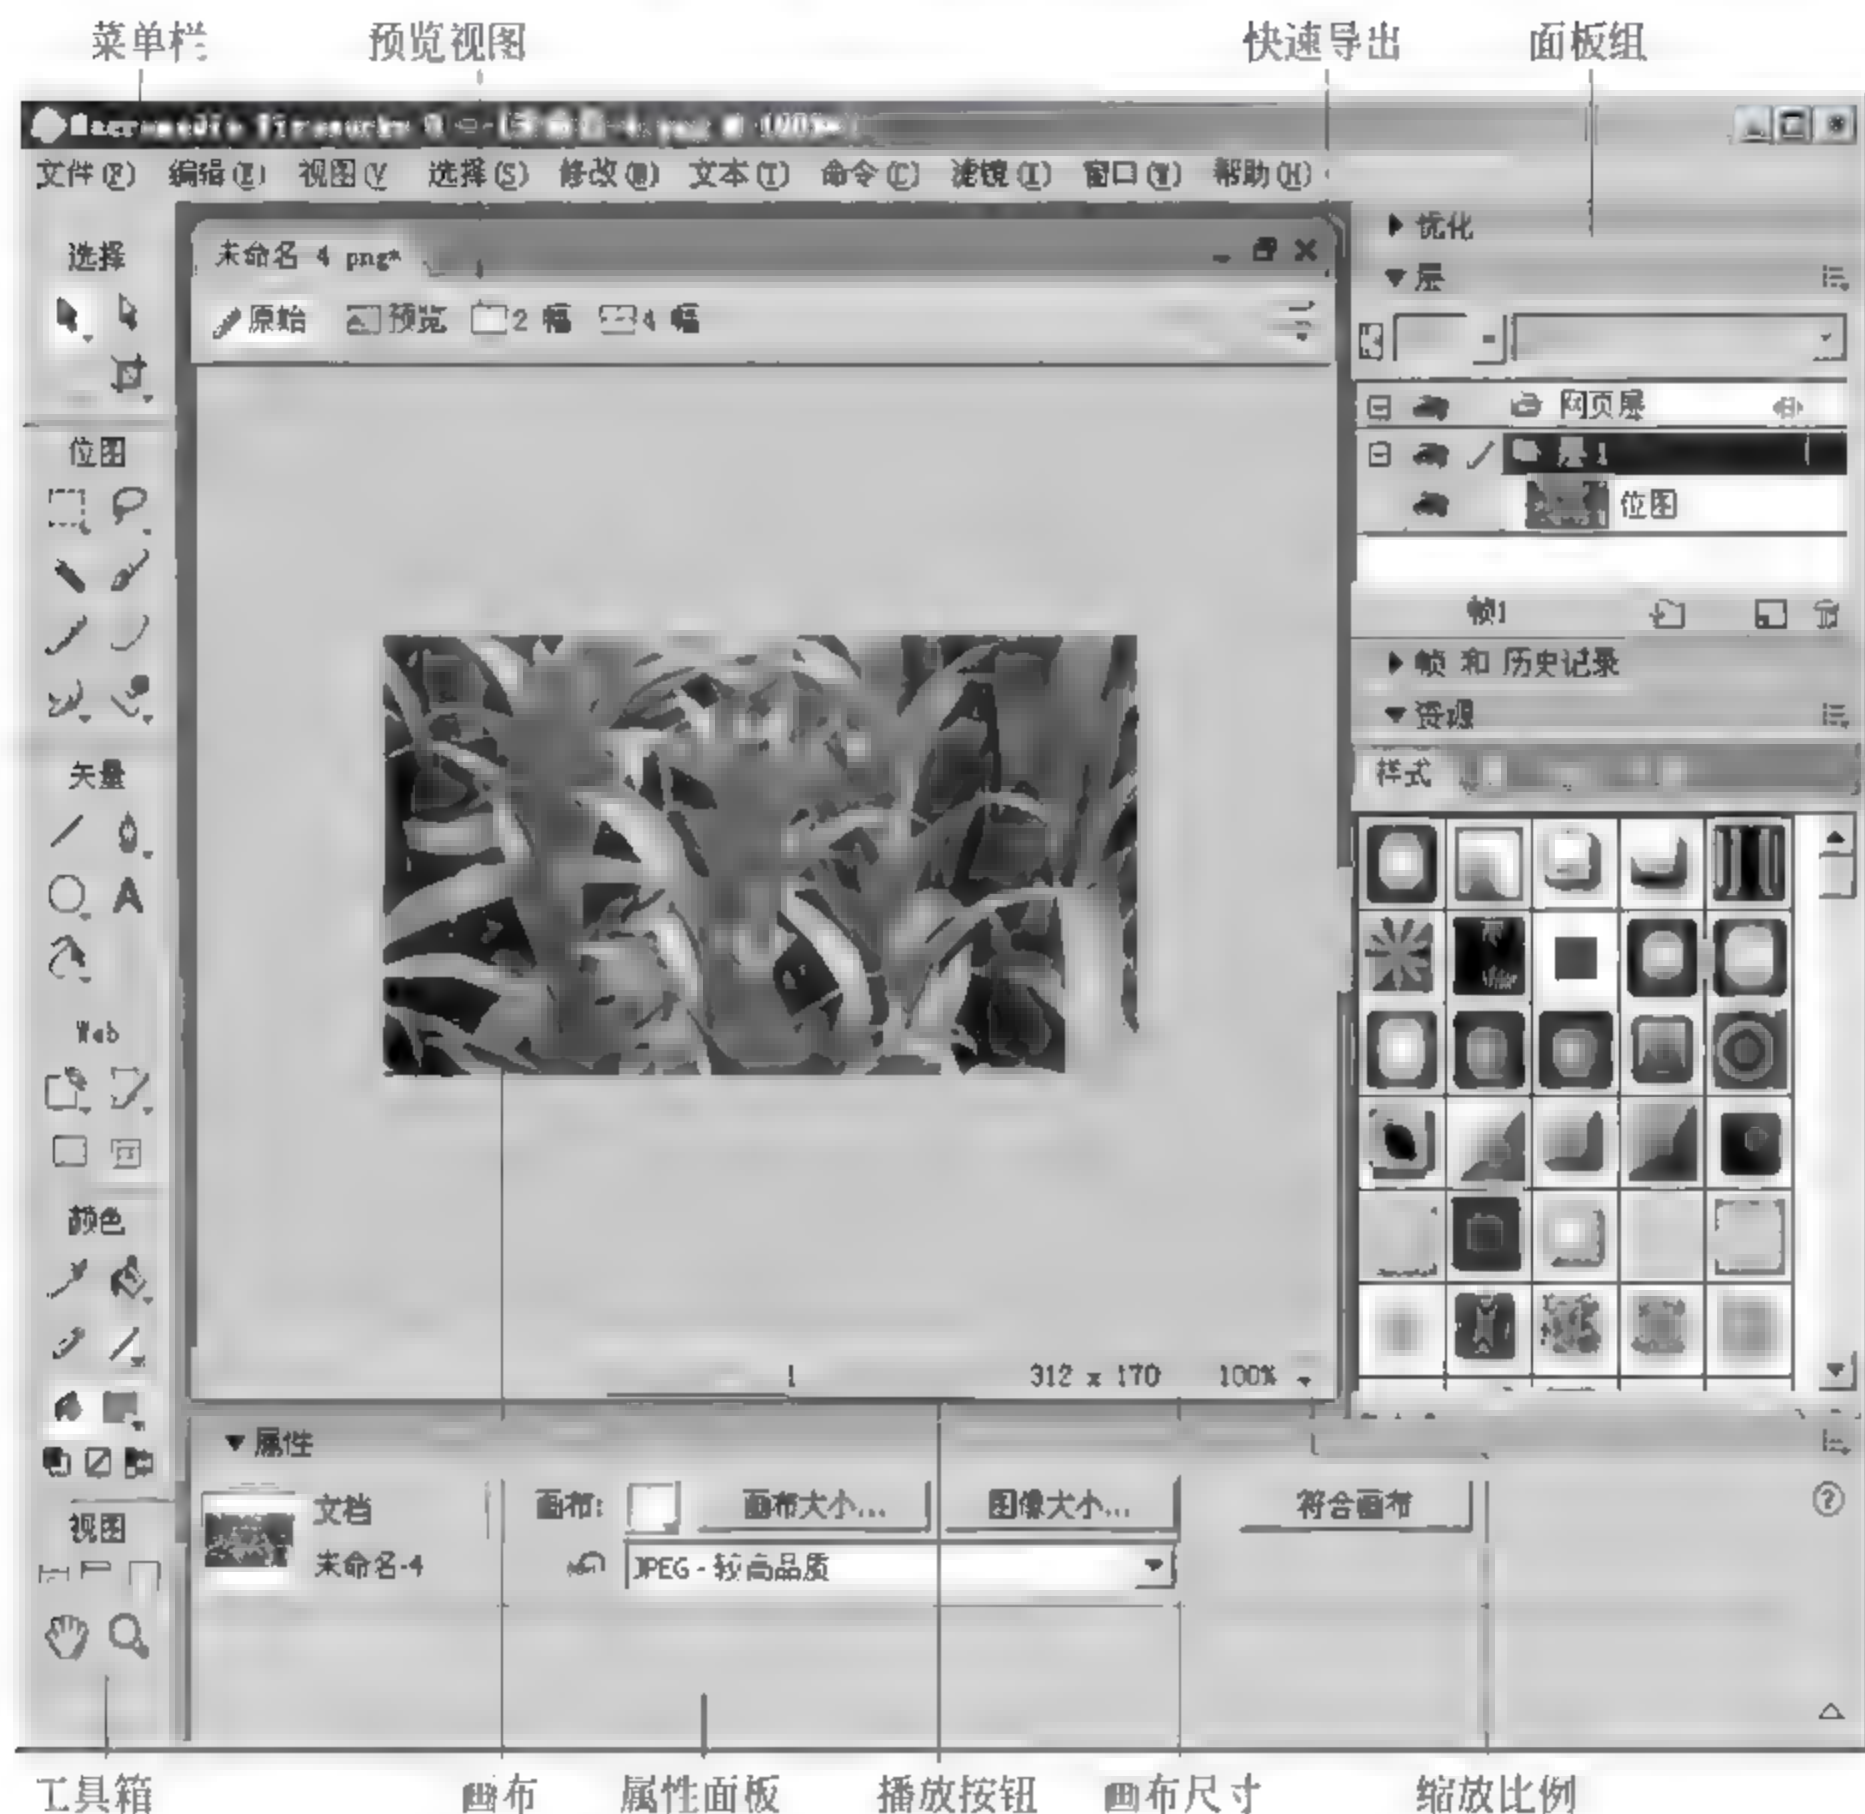 菜单栏 预览视图 快速导出 面板组
文件(F) 编辑(E) 视图(V 选择(S) 修改(M) 文本(T) 命令(C) 滤镜(I) 窗口(W) 帮助(H)
选择
未命名 4 png*
原始 预览 2 幅 4 幅
优化
层
网页层
层 1
位图
帧1
帧 和 历史记录
资源
样式
位图
矢量
Web
颜色
视图
1 312 x 170 100%
属性
文档
未命名-4
画布: 画布大小... 图像大小... 符合画布
JPEG - 较高品质
工具箱 画布 属性面板 播放按钮 画布尺寸 缩放比例